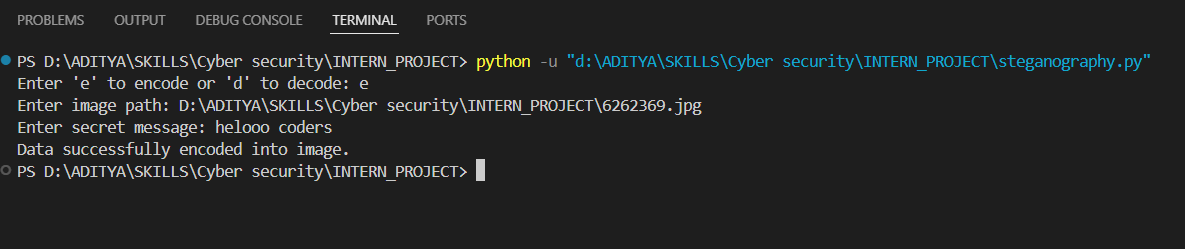 PROBLEMS OUTPUT DEBUG CONSOLE TERMINAL PORTS
PS D:\ADITYA\SKILLS\Cyber security\INTERN_PROJECT> python -u "d:\ADITYA\SKILLS\Cyber security\INTERN_PROJECT\steganography.py"
Enter 'e' to encode or 'd' to decode: e
Enter image path: D:\ADITYA\SKILLS\Cyber security\INTERN_PROJECT\6262369.jpg
Enter secret message: helooo coders
Data successfully encoded into image.
PS D:\ADITYA\SKILLS\Cyber security\INTERN_PROJECT>